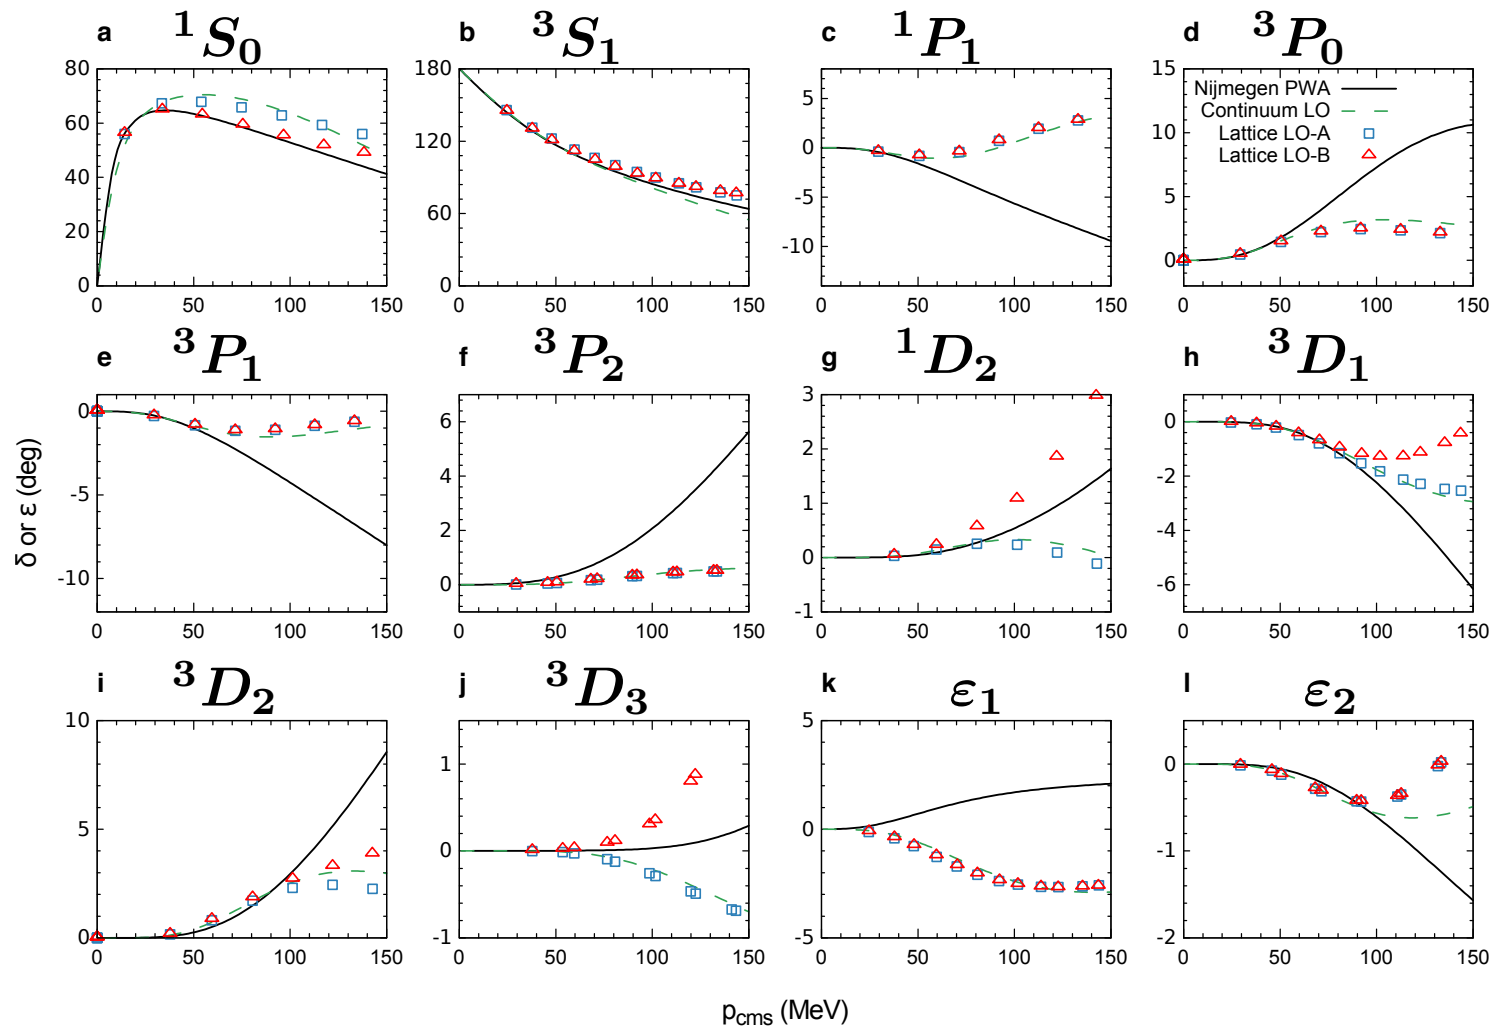 a ¹S₀
b ³S₁
c ¹P₁
d ³P₀
80
60
40
20
0
0 50 100 150
180
120
60
0
0 50 100 150
5
0
-5
-10
0 50 100 150
15
10
5
0
0 50 100 150
Nijmegen PWA
Continuum LO
Lattice LO-A
Lattice LO-B
e ³P₁
f ³P₂
g ¹D₂
h ³D₁
δ or ε (deg)
0
-5
-10
0 50 100 150
6
4
2
0
0 50 100 150
3
2
1
0
-1
0 50 100 150
0
-2
-4
-6
0 50 100 150
i ³D₂
j ³D₃
k ε₁
l ε₂
10
5
0
0 50 100 150
1
0
-1
0 50 100 150
5
0
-5
0 50 100 150
0
-1
-2
0 50 100 150
p_cms (MeV)